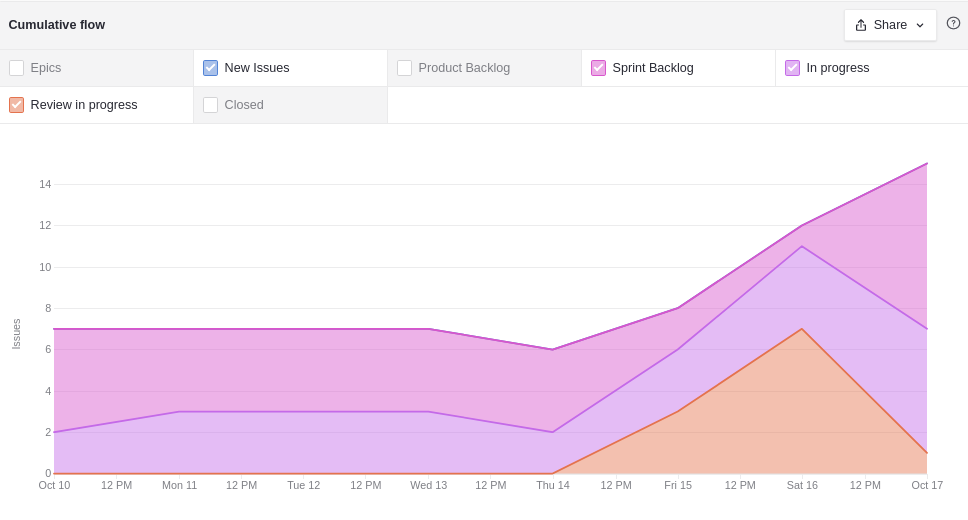 Cumulative flow
Share
Epics
New Issues
Product Backlog
Sprint Backlog
In progress
Review in progress
Closed
Issues
14
12
10
8
6
4
2
0
Oct 10 12 PM Mon 11 12 PM Tue 12 12 PM Wed 13 12 PM Thu 14 12 PM Fri 15 12 PM Sat 16 12 PM Oct 17